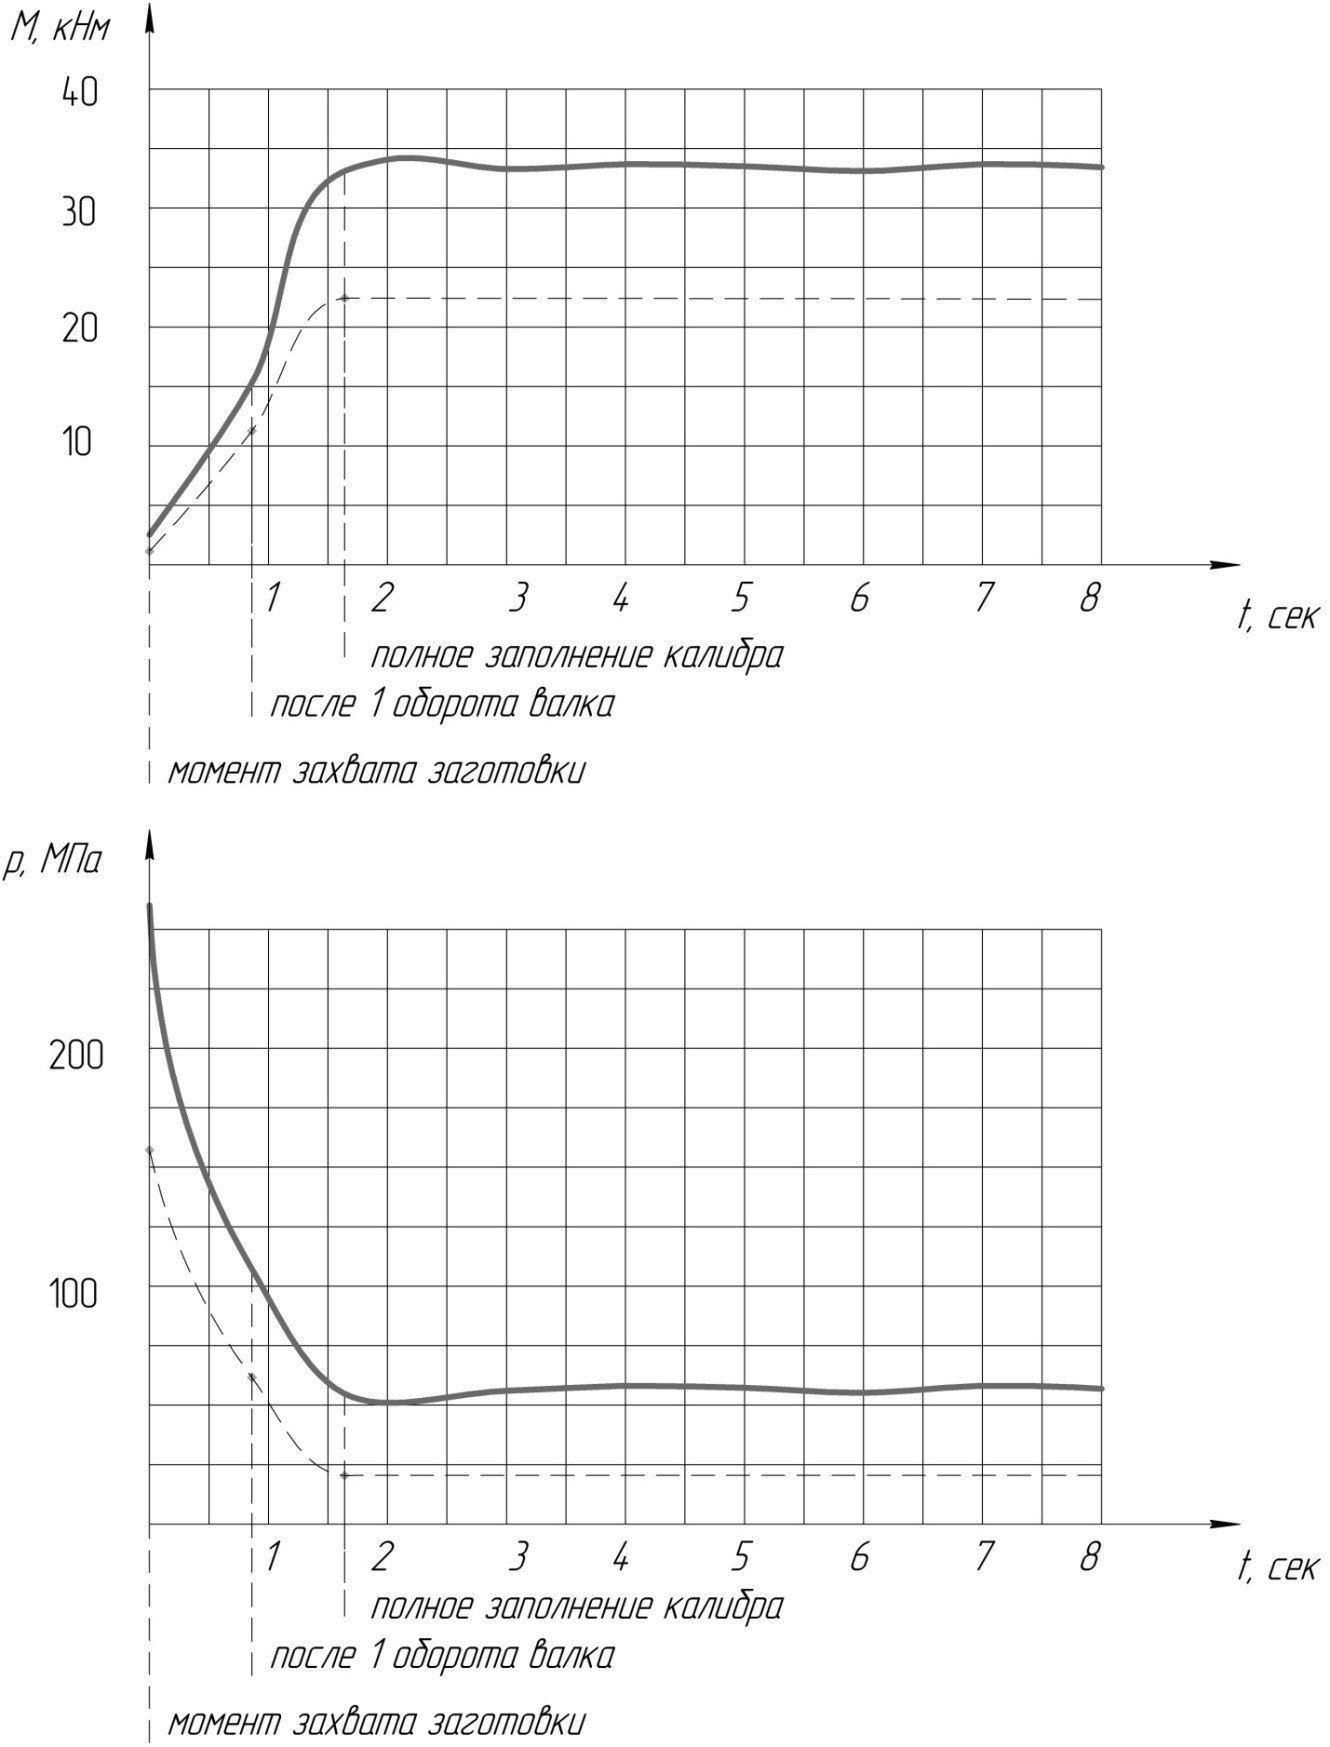 М, кНм
40
30
20
10
1 2 3 4 5 6 7 8
t, сек
полное заполнение калибра
после 1 оборота валка
момент захвата заготовки
р, МПа
200
100
1 2 3 4 5 6 7 8
t, сек
полное заполнение калибра
после 1 оборота валка
момент захвата заготовки